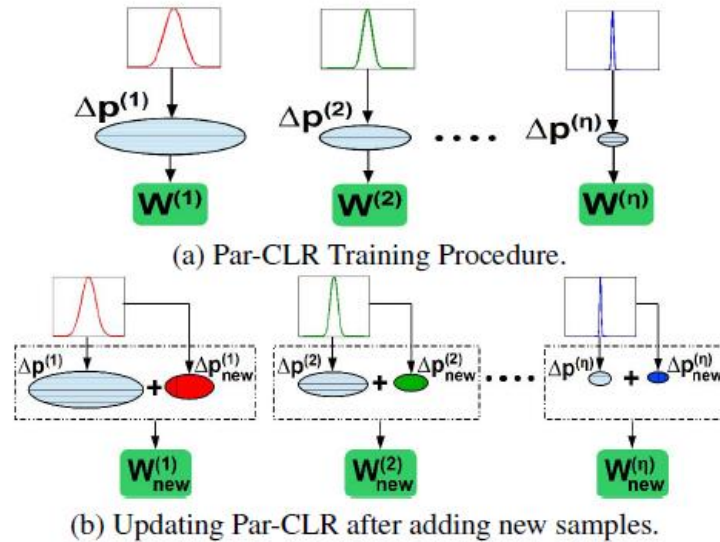 Δp(1) Δp(2) Δp(η)
W(1) W(2) W(η)
(a) Par-CLR Training Procedure.
Δp(1) + Δp(1)new Δp(2) + Δp(2)new Δp(η) + Δp(η)new
W(1)new W(2)new W(η)new
(b) Updating Par-CLR after adding new samples.